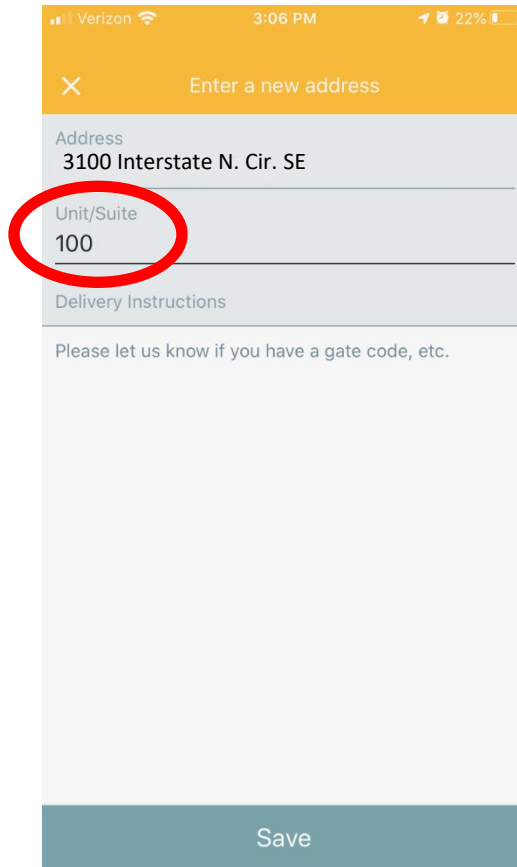 Verizon 3:06 PM 22%
Enter a new address
Address
3100 Interstate N. Cir. SE
Unit/Suite
100
Delivery Instructions
Please let us know if you have a gate code, etc.
Save